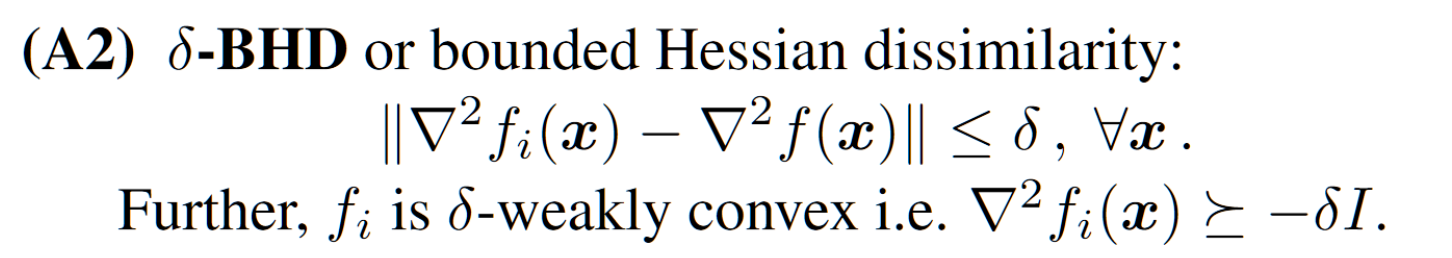 (A2) δ-BHD or bounded Hessian dissimilarity:
‖∇²fᵢ(𝒙) − ∇²f(𝒙)‖ ≤ δ , ∀𝒙 .
Further, fᵢ is δ-weakly convex i.e. ∇²fᵢ(𝒙) ⪰ −δI.